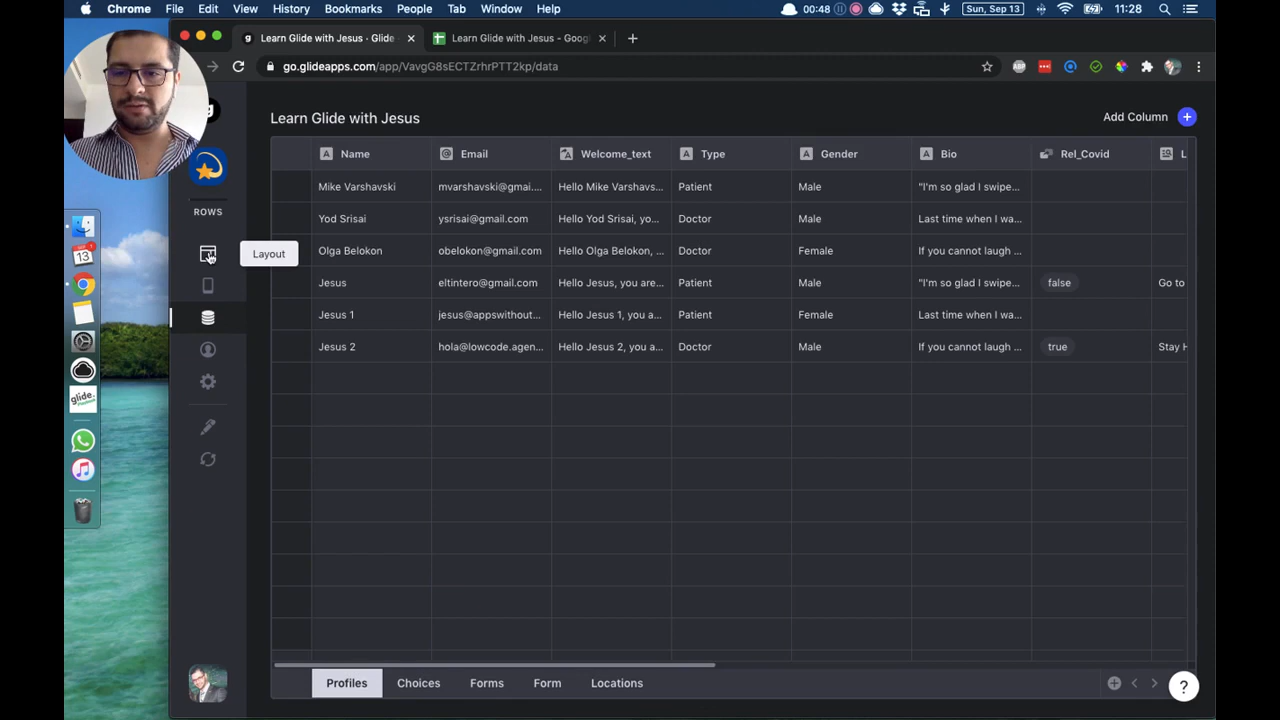 Chrome File Edit View History Bookmarks People Tab Window Help 00:48 Sun, Sep 13 11:28
Learn Glide with Jesus · Glide Learn Glide with Jesus - Goog
go.glideapps.com/app/VavgG8sECTZrhrPTT2kp/data
Learn Glide with Jesus Add Column
Name Email Welcome_text Type Gender Bio Rel_Covid L
ROWS
Mike Varshavski mvarshavski@gmai... Hello Mike Varshavs... Patient Male "I'm so glad I swipe...
Yod Srisai ysrisai@gmail.com Hello Yod Srisai, yo... Doctor Male Last time when I wa...
Layout Olga Belokon obelokon@gmail.com Hello Olga Belokon, ... Doctor Female If you cannot laugh ...
Jesus eltintero@gmail.com Hello Jesus, you are... Patient Male "I'm so glad I swipe... false Go to
Jesus 1 jesus@appswithout... Hello Jesus 1, you a... Patient Female Last time when I wa...
Jesus 2 hola@lowcode.agen... Hello Jesus 2, you a... Doctor Male If you cannot laugh ... true Stay H
13
glide.
Profiles Choices Forms Form Locations
?